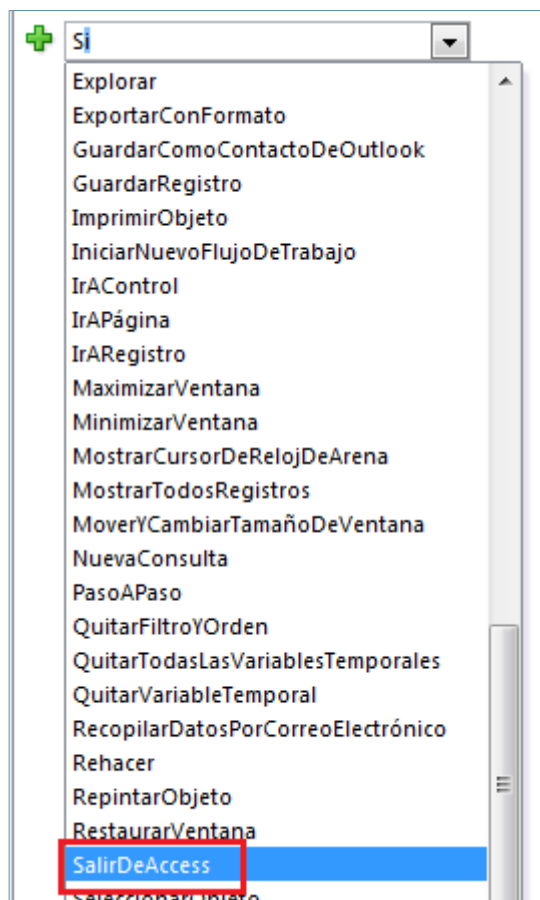 Si
Explorar
ExportarConFormato
GuardarComoContactoDeOutlook
GuardarRegistro
ImprimirObjeto
IniciarNuevoFlujoDeTrabajo
IrAControl
IrAPágina
IrARegistro
MaximizarVentana
MinimizarVentana
MostrarCursorDeRelojDeArena
MostrarTodosRegistros
MoverYCambiarTamañoDeVentana
NuevaConsulta
PasoAPaso
QuitarFiltroYOrden
QuitarTodasLasVariablesTemporales
QuitarVariableTemporal
RecopilarDatosPorCorreoElectrónico
Rehacer
RepintarObjeto
RestaurarVentana
SalirDeAccess
SeleccionarObjeto